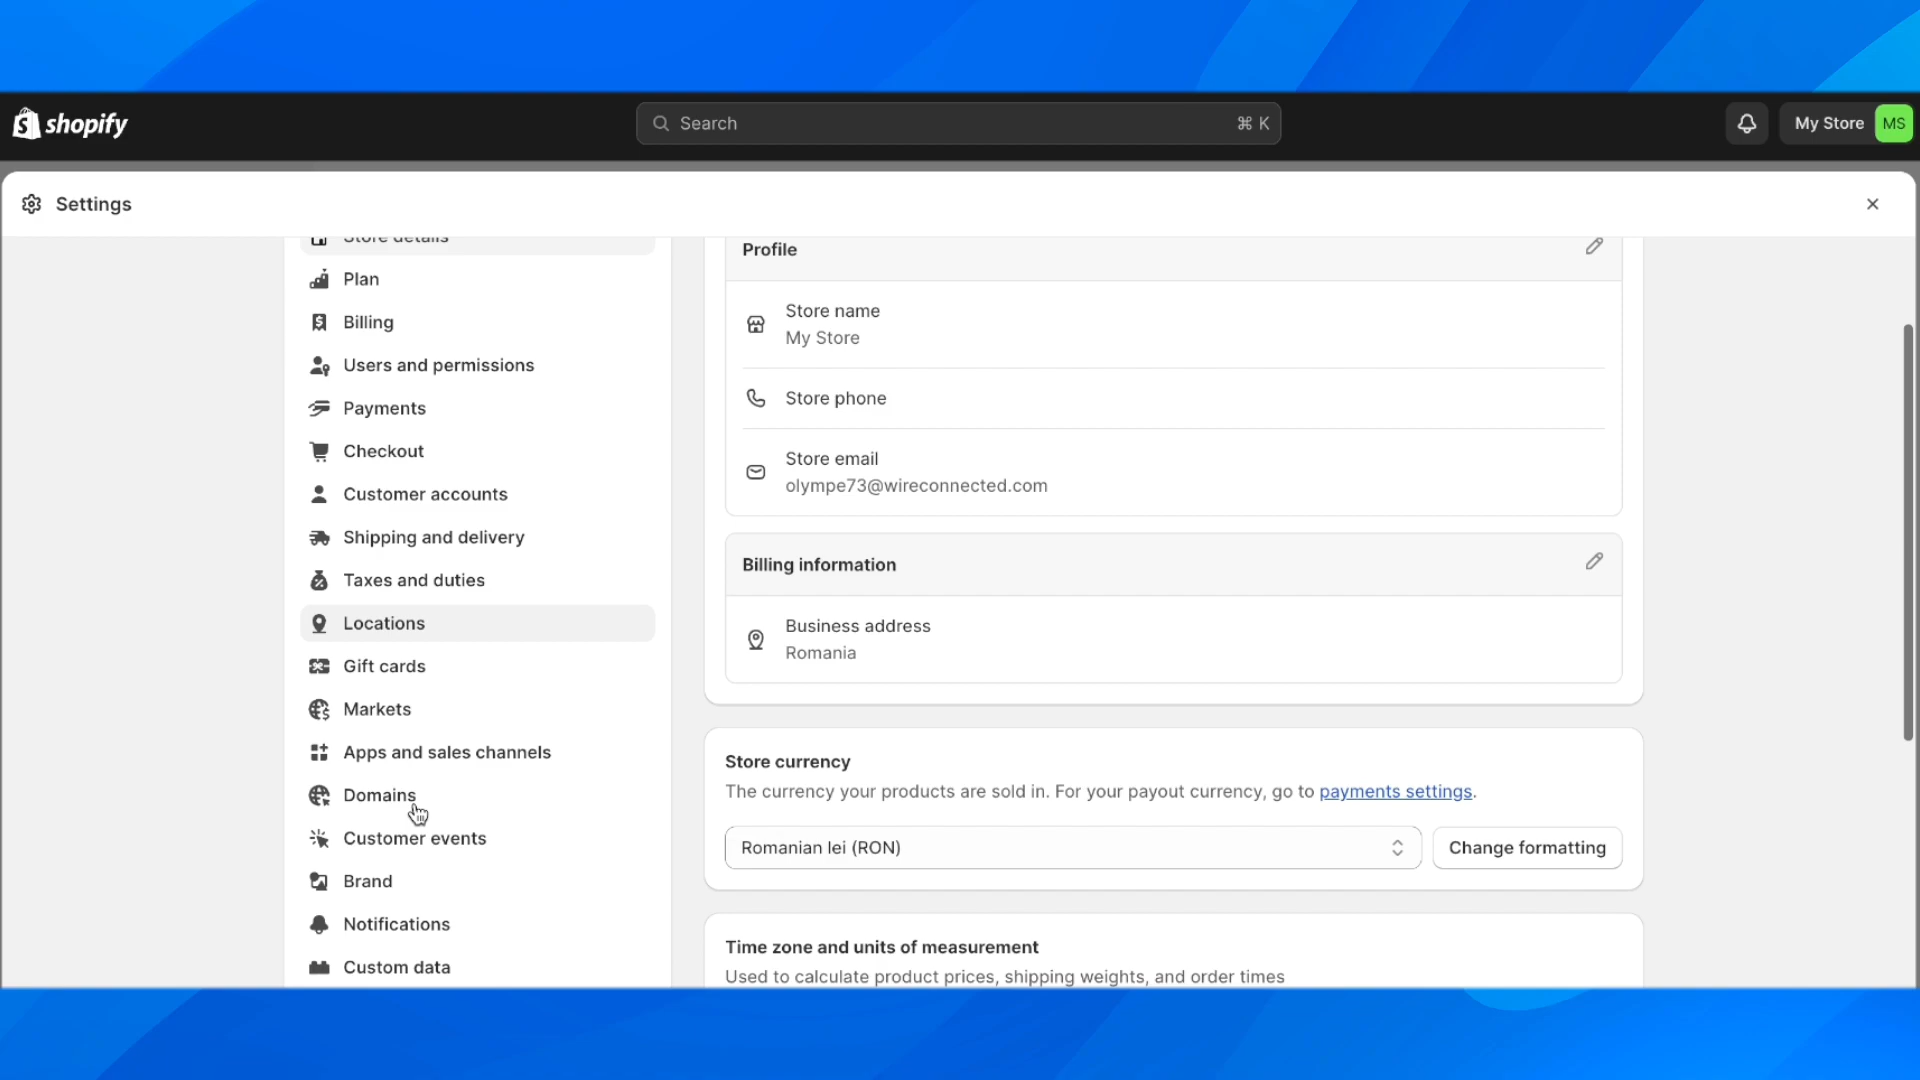 shopify
Search
⌘ K
My Store
MS
Settings
Store details
Plan
Billing
Users and permissions
Payments
Checkout
Customer accounts
Shipping and delivery
Taxes and duties
Locations
Gift cards
Markets
Apps and sales channels
Domains
Customer events
Brand
Notifications
Custom data
Profile
Store name
My Store
Store phone
Store email
olympe73@wireconnected.com
Billing information
Business address
Romania
Store currency
The currency your products are sold in. For your payout currency, go to payments settings.
Romanian lei (RON)
Change formatting
Time zone and units of measurement
Used to calculate product prices, shipping weights, and order times